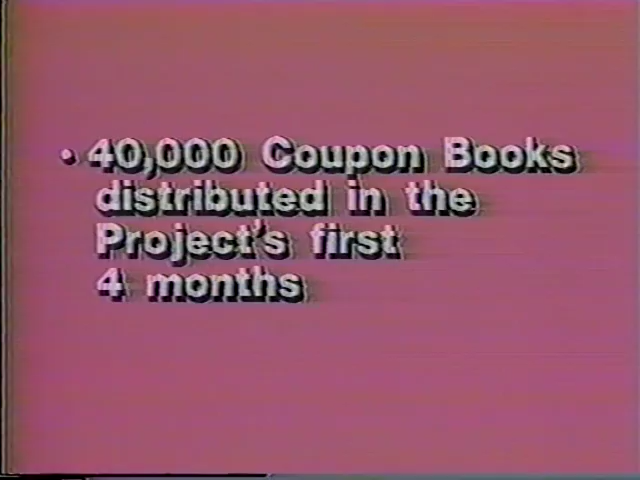 • 40,000 Coupon Books
distributed in the
Project's first
4 months